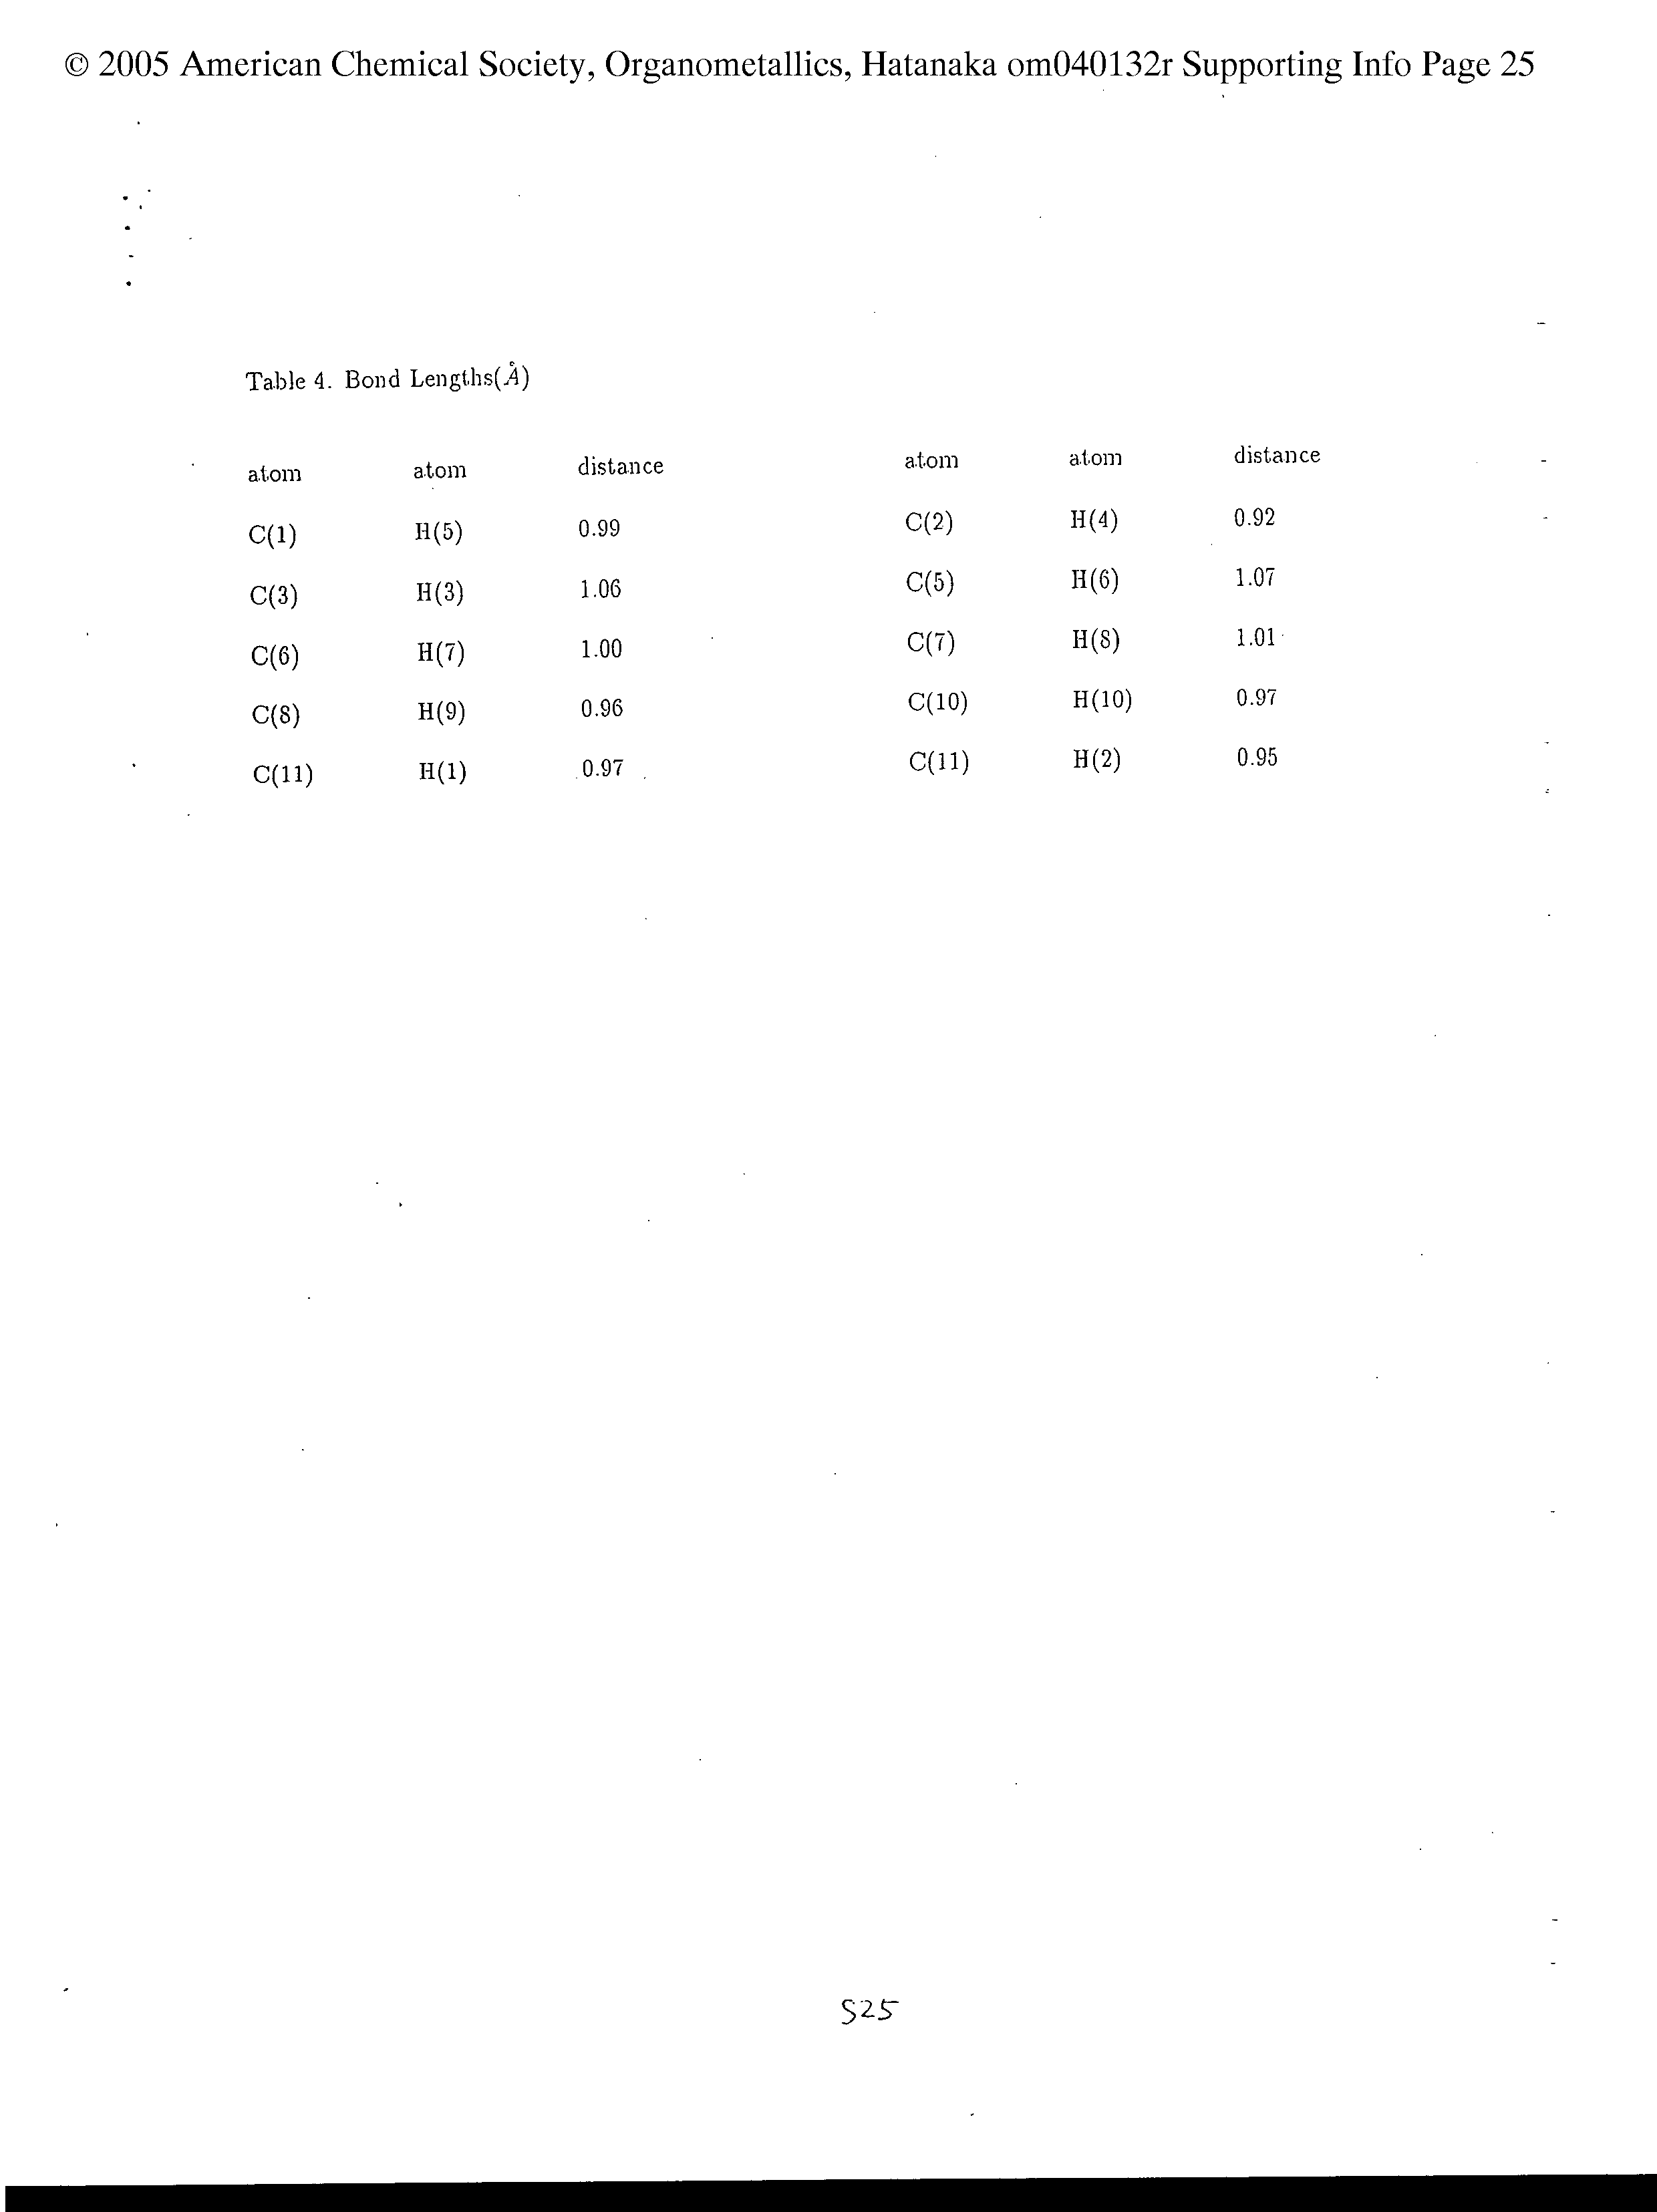 © 2005 American Chemical Society, Organometallics, Hatanaka om040132r Supporting Info Page 25
Table 4. Bond Lengths(Å)
atom atom distance atom atom distance
C(1) H(5) 0.99 C(2) H(4) 0.92
C(3) H(3) 1.06 C(5) H(6) 1.07
C(6) H(7) 1.00 C(7) H(8) 1.01
C(8) H(9) 0.96 C(10) H(10) 0.97
C(11) H(1) 0.97 C(11) H(2) 0.95
S25